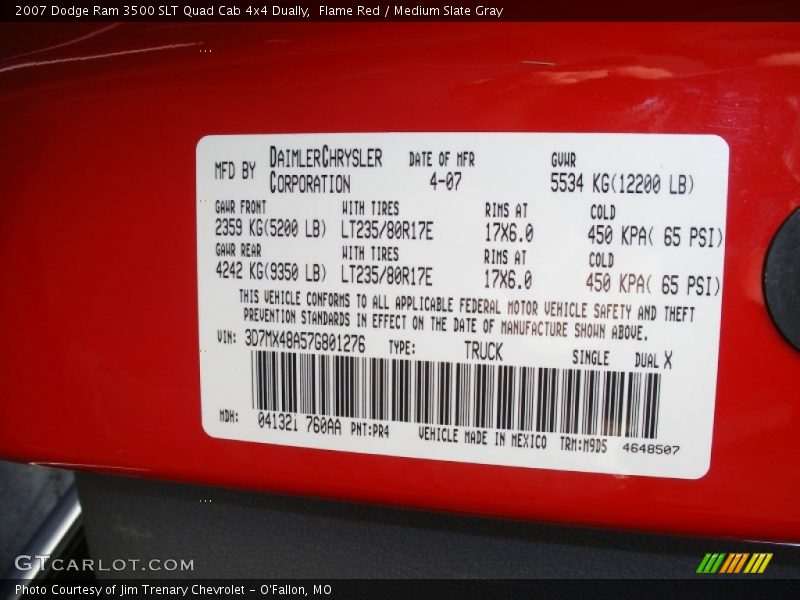 2007 Dodge Ram 3500 SLT Quad Cab 4x4 Dually,  Flame Red / Medium Slate Gray
MFD BY DAIMLERCHRYSLER CORPORATION DATE OF MFR 4-07 GVWR 5534 KG(12200 LB)
GAWR FRONT WITH TIRES RIMS AT COLD
2359 KG(5200 LB) LT235/80R17E 17X6.0 450 KPA( 65 PSI)
GAWR REAR WITH TIRES RIMS AT COLD
4242 KG(9350 LB) LT235/80R17E 17X6.0 450 KPA( 65 PSI)
THIS VEHICLE CONFORMS TO ALL APPLICABLE FEDERAL MOTOR VEHICLE SAFETY AND THEFT
PREVENTION STANDARDS IN EFFECT ON THE DATE OF MANUFACTURE SHOWN ABOVE.
VIN: 3D7MX48A57G801276 TYPE: TRUCK SINGLE DUAL X
MDH: 041321 760AA PNT:PR4 VEHICLE MADE IN MEXICO TRM:M9D5 4648507
GTCARLOT.COM
Photo Courtesy of Jim Trenary Chevrolet - O'Fallon, MO